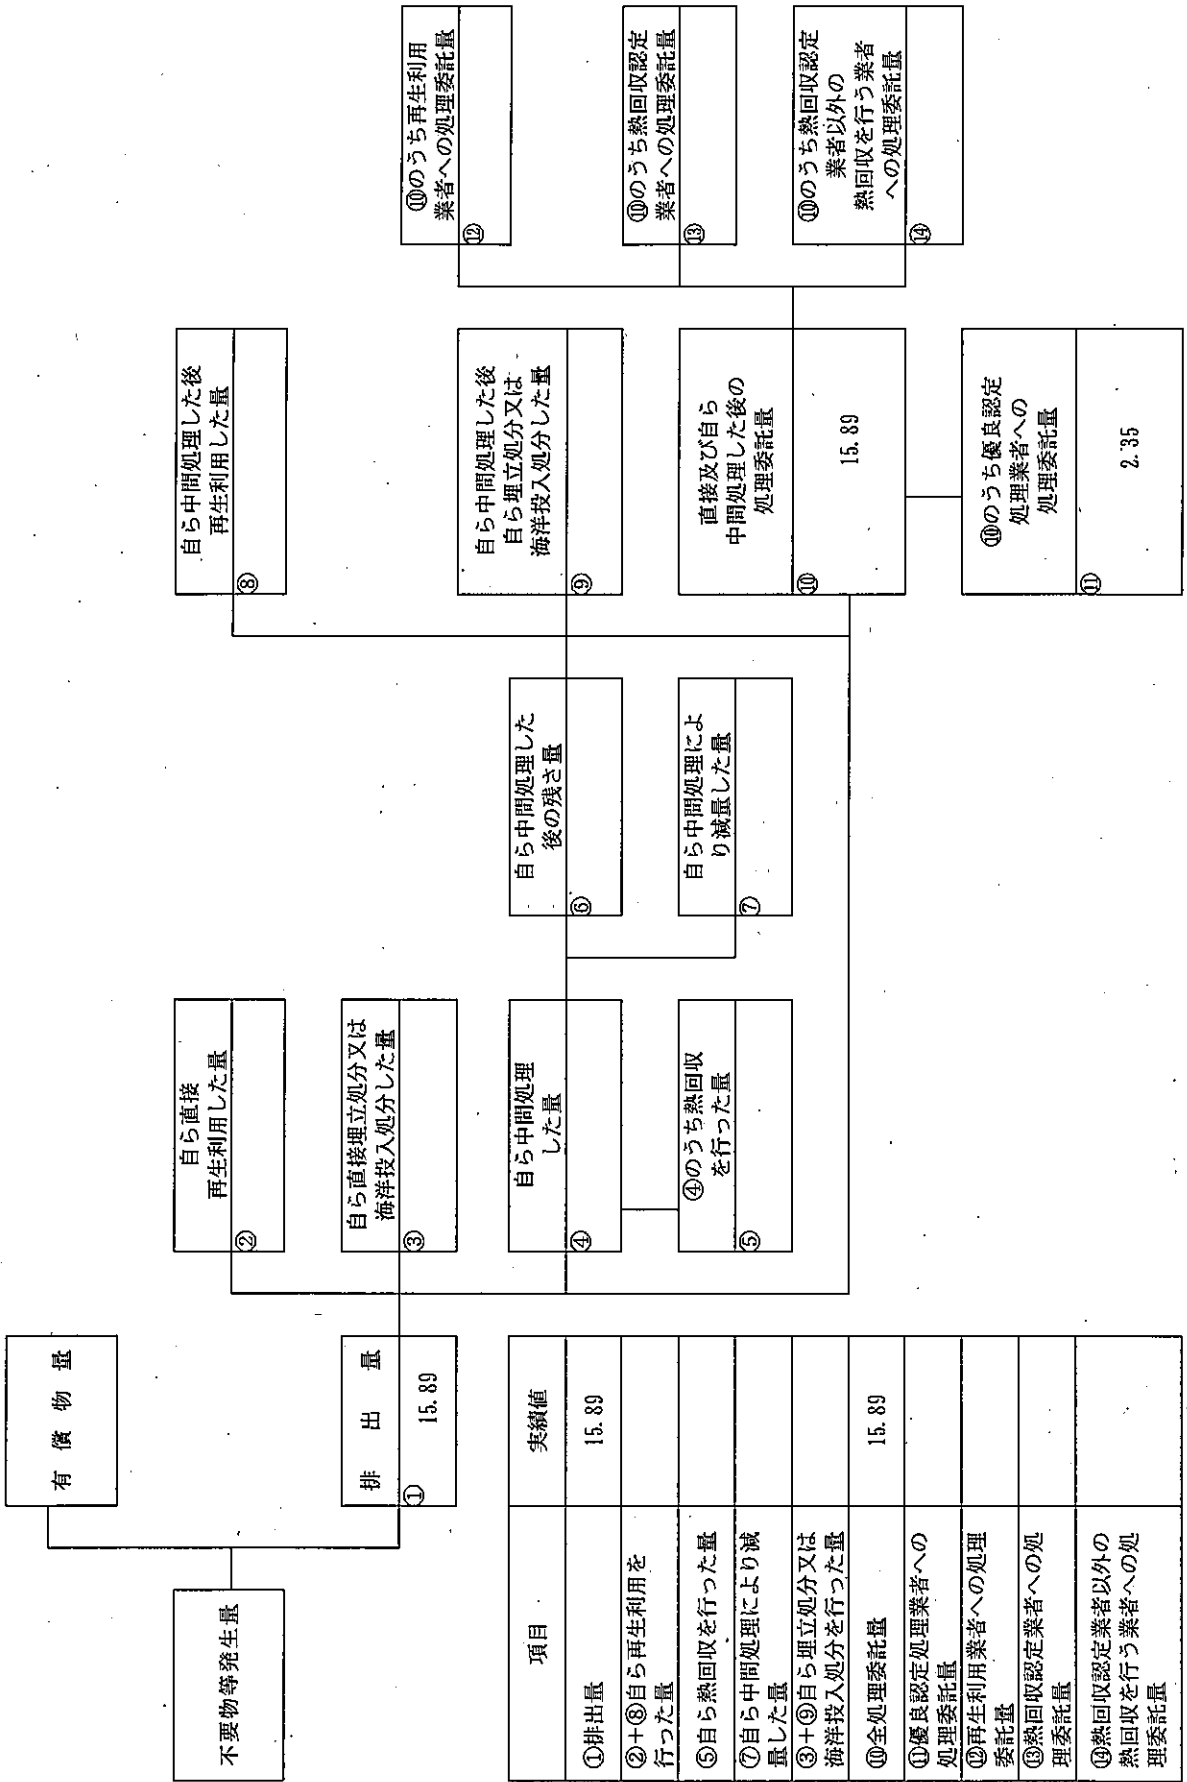 不要物等発生量
有償物量
排出量
①
15.89
自ら直接
再生利用した量
②
自ら直接埋立処分又は
海洋投入処分した量
③
自ら中間処理
した量
④
④のうち熱回収
を行った量
⑤
自ら中間処理した
後の残さ量
⑥
自ら中間処理によ
り減量した量
⑦
自ら中間処理した後
再生利用した量
⑧
自ら中間処理した後
自ら埋立処分又は
海洋投入処分した量
⑨
直接及び自ら
中間処理した後の
処理委託量
⑩
15.89
⑩のうち優良認定
処理業者への
処理委託量
⑪
2.35
⑩のうち再生利用
業者への処理委託量
⑫
⑩のうち熱回収認定
業者への処理委託量
⑬
⑩のうち熱回収認定
業者以外の
熱回収を行う業者
への処理委託量
⑭
項目 実績値
①排出量 15.89
②+⑧自ら再生利用を
行った量
⑤自ら熱回収を行った量
⑦自ら中間処理により減
量した量
③+⑨自ら埋立処分又は
海洋投入処分を行った量
⑩全処理委託量 15.89
⑪優良認定処理業者への
処理委託量
⑫再生利用業者への処理
委託量
⑬熱回収認定業者への処
理委託量
⑭熱回収認定業者以外の
熱回収を行う業者への処
理委託量